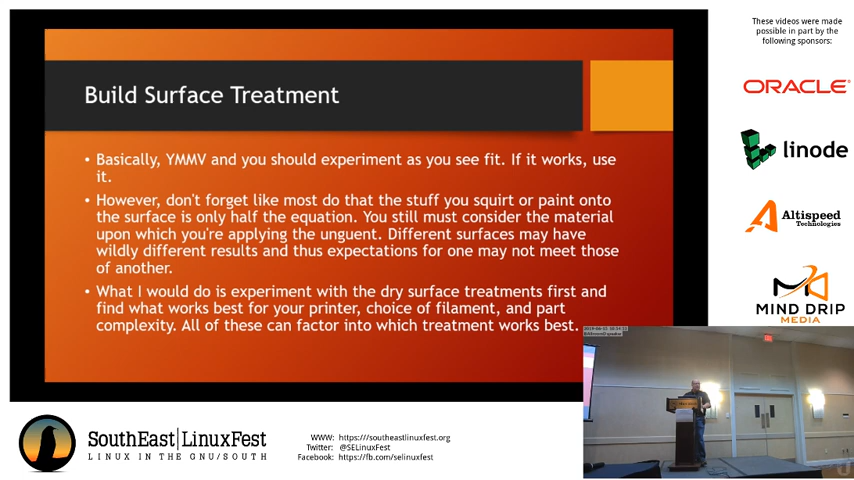 These videos were made
possible in part by the
following sponsors:
ORACLE
linode
Altispeed
Technologies
MIND DRIP
MEDIA
Build Surface Treatment
• Basically, YMMV and you should experiment as you see fit. If it works, use
it.
• However, don't forget like most do that the stuff you squirt or paint onto
the surface is only half the equation. You still must consider the material
upon which you're applying the unguent. Different surfaces may have
wildly different results and thus expectations for one may not meet those
of another.
• What I would do is experiment with the dry surface treatments first and
find what works best for your printer, choice of filament, and part
complexity. All of these can factor into which treatment works best.
SouthEast|LinuxFest
LINUX IN THE GNU/SOUTH
WWW: https://southeastlinuxfest.org
Twitter: @SELinuxFest
Facebook: https://fb.com/selinuxfest